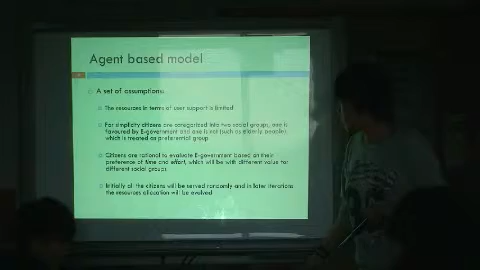 Agent based model
A set of assumptions:
The resources in terms of user support is limited
For simplicity citizens are categorized into two social groups, one is
favoured by E-government and one is not (such as elderly people),
which is treated as preferential group
Citizens are rational to evaluate E-government based on their
preference of time and effort, which will be with different value for
different social groups
Initially all the citizens will be served randomly and in later iterations
the resources allocation will be evolved